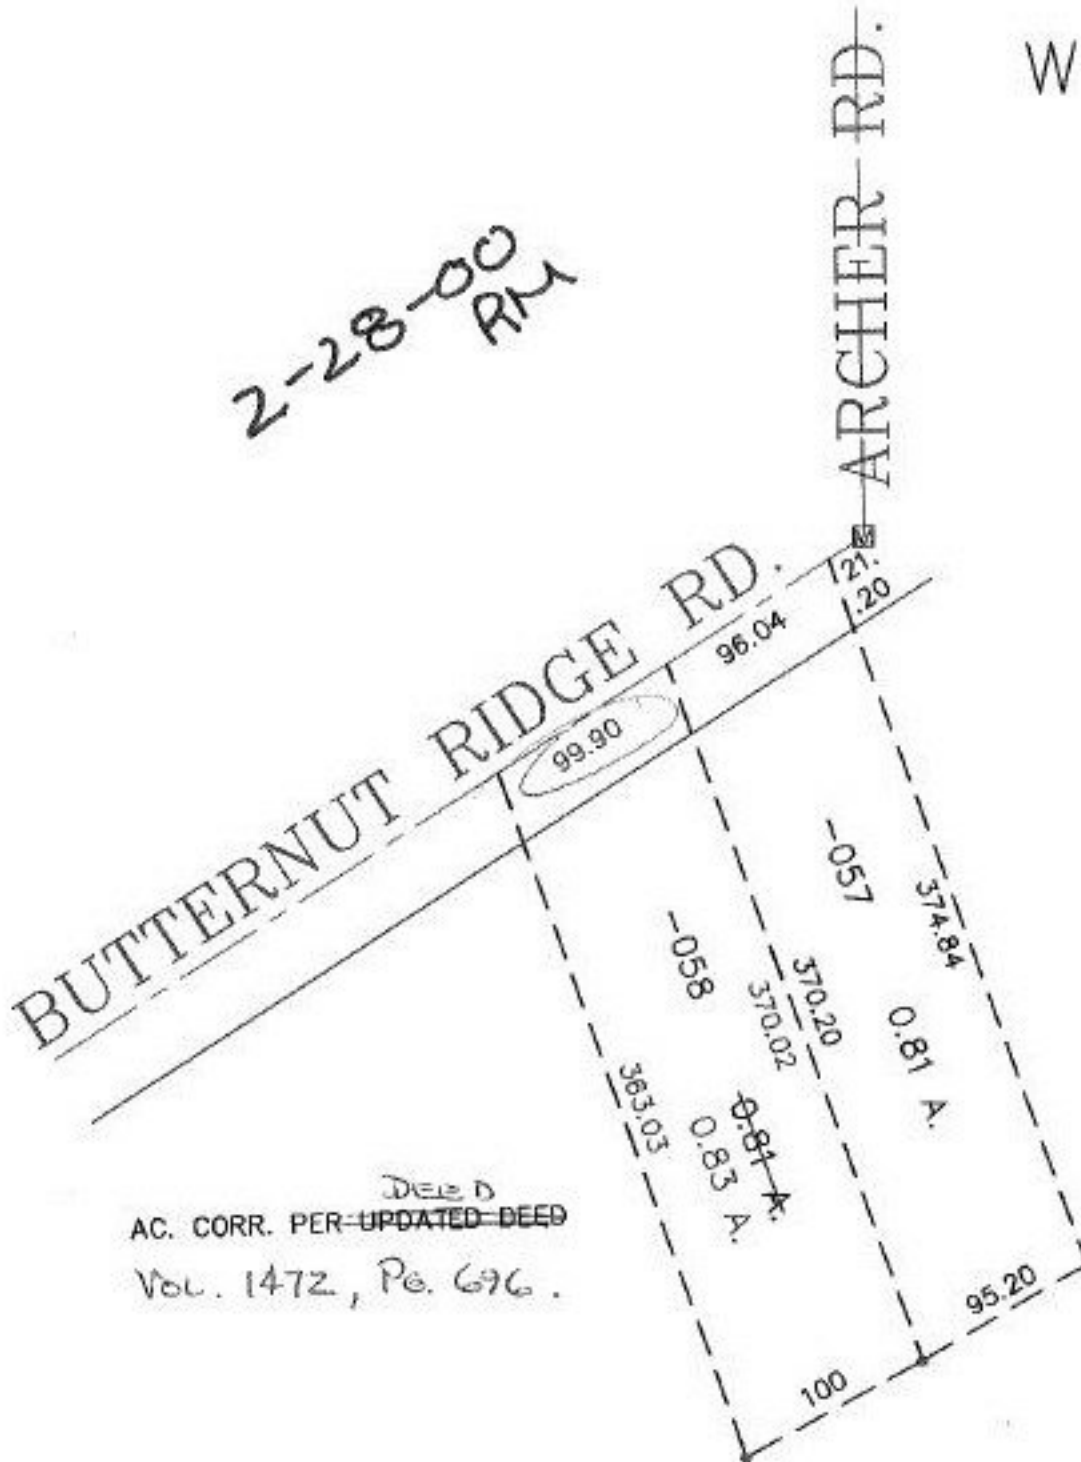 W
ARCHER RD.
2-28-00
RM
BUTTERNUT RIDGE RD.
21.
.20
96.04
99.90
-057
374.84
0.81 A.
-058
370.20
370.02
363.03
0.81 A.
0.83 A.
DEED
AC. CORR. PER UPDATED DEED
VOL. 1472, PG. 696.
95.20
100